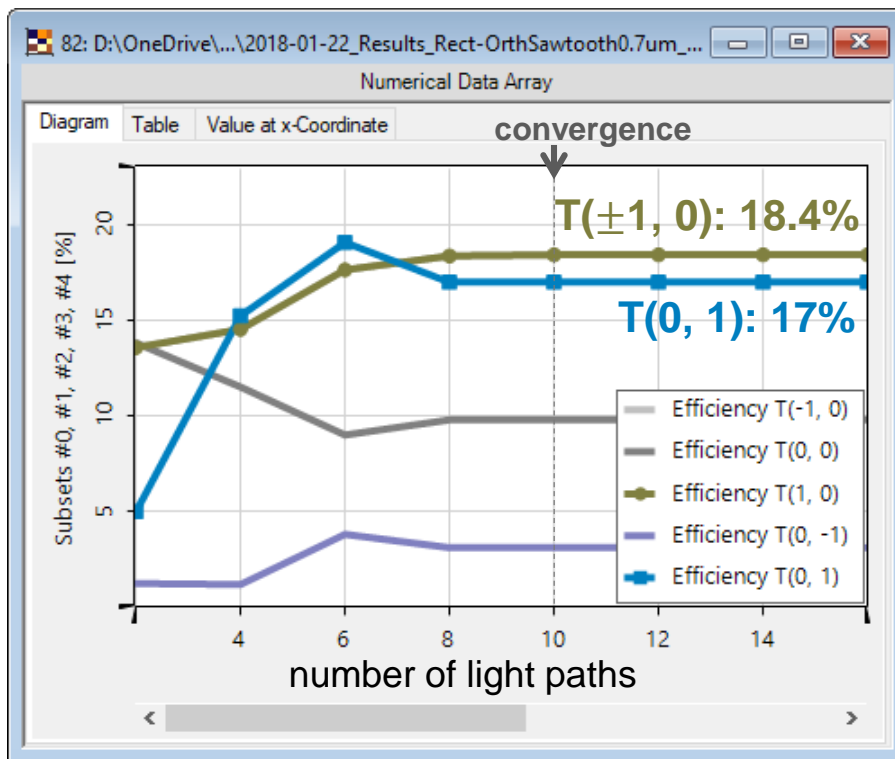 82: D:\OneDrive\...\2018-01-22_Results_Rect-OrthSawtooth0.7um_...
Numerical Data Array
Diagram Table Value at x-Coordinate
convergence
T(±1, 0): 18.4%
T(0, 1): 17%
Subsets #0, #1, #2, #3, #4 [%]
20
15
10
5
Efficiency T(-1, 0)
Efficiency T(0, 0)
Efficiency T(1, 0)
Efficiency T(0, -1)
Efficiency T(0, 1)
4 6 8 10 12 14
number of light paths